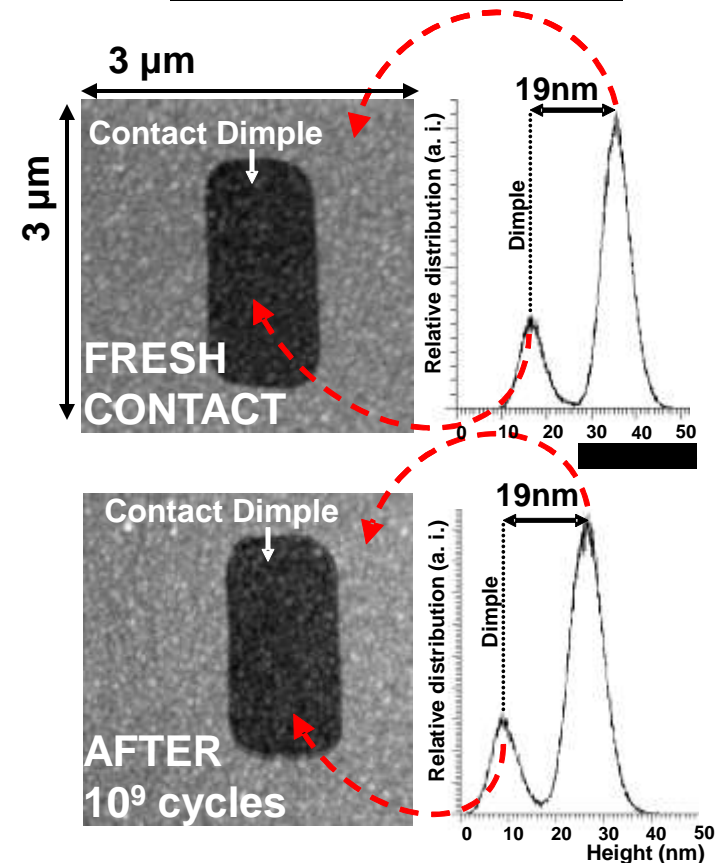 3 µm
3 µm
Contact Dimple
FRESH
CONTACT
19nm
Dimple
Relative distribution (a. i.)
0 10 20 30 40 50
Contact Dimple
AFTER
10⁹ cycles
19nm
Dimple
Relative distribution (a. i.)
0 10 20 30 40 50
Height (nm)